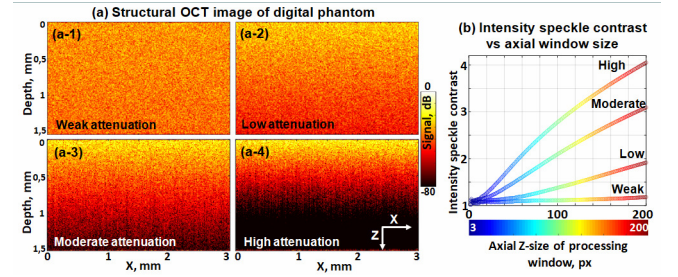 (a) Structural OCT image of digital phantom
(a-1)
(a-2)
Weak attenuation
Low attenuation
(a-3)
(a-4)
Moderate attenuation
High attenuation
Depth, mm
0
0,5
1
1,5
Depth, mm
0
0,5
1
1,5
0 1 2 3
X, mm
0 1 2 3
X, mm
X
Z
0
Signal, dB
-80
(b) Intensity speckle contrast
vs axial window size
Intensity speckle contrast
4
3
2
1
High
Moderate
Low
Weak
0 100 200
3 200
Axial Z-size of processing
window, px